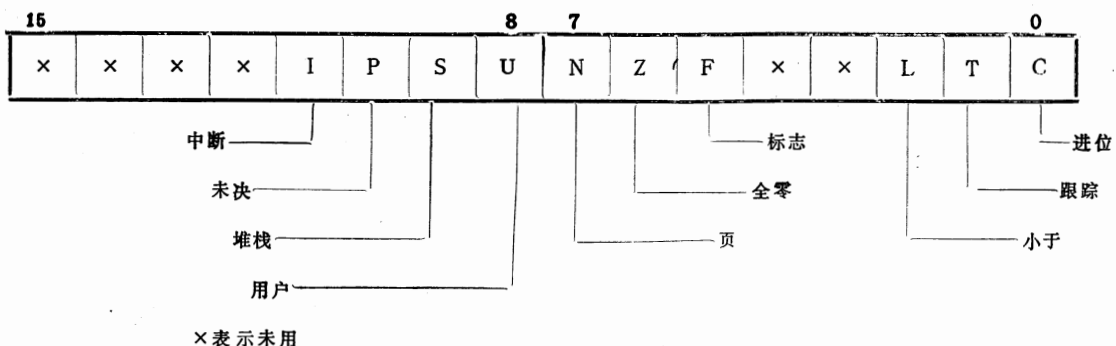 15 8 7 0
× × × × I P S U N Z F × × L T C
中断 标志 进位
未决 全零 跟踪
堆栈 页 小于
用户
×表示未用